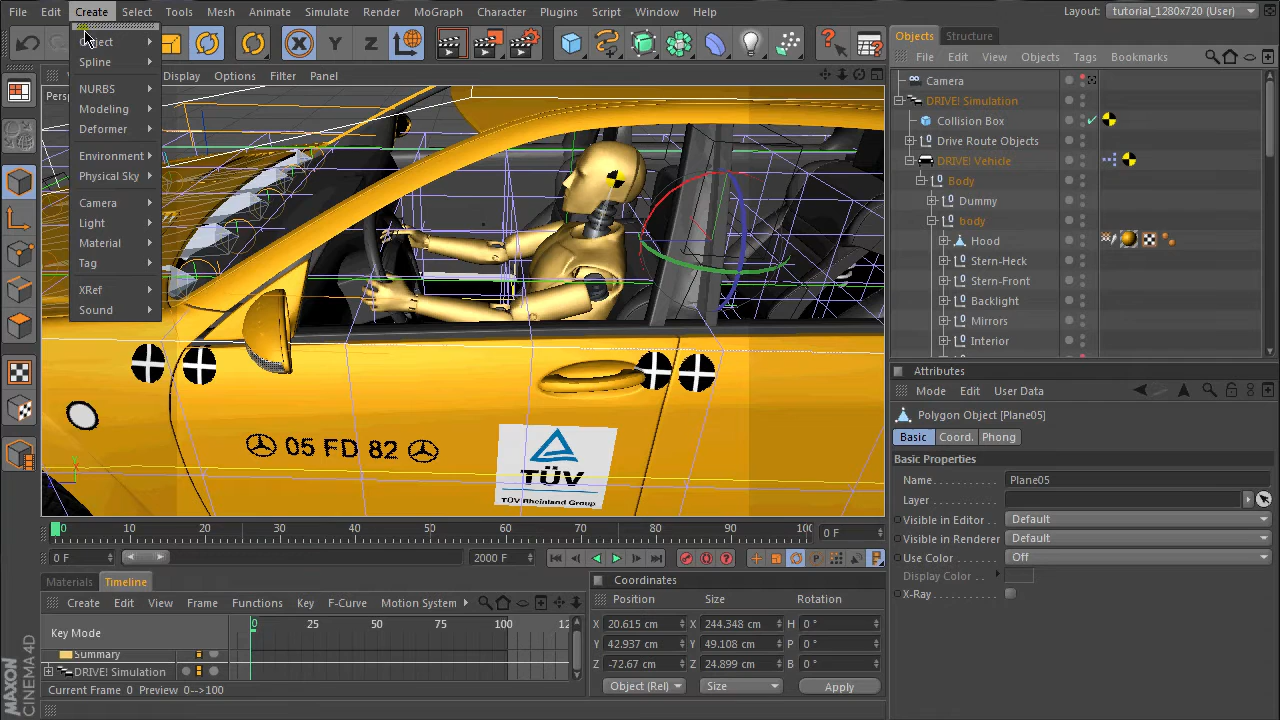 File Edit Create Select Tools Mesh Animate Simulate Render MoGraph Character Plugins Script Window Help Layout: tutorial_1280x720 (User)
X Y Z
Objects Structure
File Edit View Objects Tags Bookmarks
Display Options Filter Panel
Object
Spline
NURBS
Modeling
Deformer
Environment
Physical Sky
Camera
Light
Material
Tag
XRef
Sound
Camera
DRIVE! Simulation
Collision Box
Drive Route Objects
DRIVE! Vehicle
Body
Dummy
body
Hood
Stern-Heck
Stern-Front
Backlight
Mirrors
Interior
05 FD 82
TÜV
TÜV Rheinland Group
Attributes
Mode Edit User Data
Polygon Object [Plane05]
Basic Coord. Phong
Basic Properties
Name Plane05
Layer
Visible in Editor Default
Visible in Renderer Default
Use Color Off
Display Color
X-Ray
0 10 20 30 40 50 60 70 80 90 100 0 F
0 F 2000 F
Materials Timeline
Create Edit View Frame Functions Key F-Curve Motion System
Key Mode 0 25 50 75 100
Summary
DRIVE! Simulation
Current Frame 0 Preview 0-->100
Coordinates
Position Size Rotation
X 20.615 cm X 244.348 cm H 0 °
Y 42.937 cm Y 49.108 cm P 0 °
Z -72.67 cm Z 24.899 cm B 0 °
Object (Rel) Size Apply
MAXON
CINEMA 4D